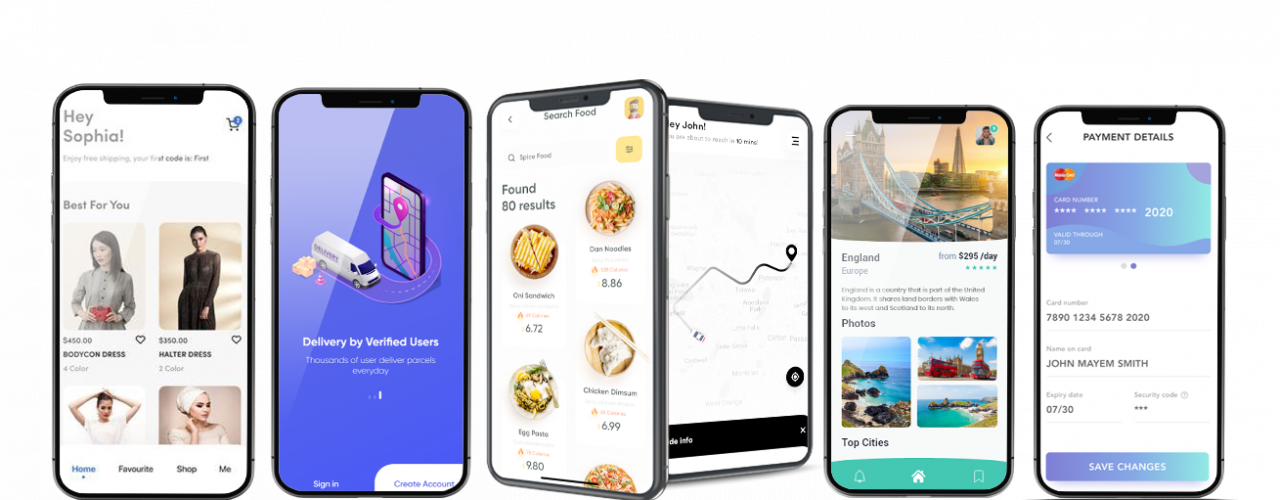 Hey
Sophia!
Enjoy free shipping, your first code is: First
Best For You
$450.00
BODYCON DRESS
4 Color
$350.00
HALTER DRESS
2 Color
Home
Favourite
Shop
Me
DELIVERY
Delivery by Verified Users
Thousands of user deliver parcels
everyday
Sign in
Create Account
Search Food
Spice Food
Found
80 results
Dan Noodles
8.86
Oni Sandwich
6.72
Chicken Dimsum
6.99
Egg Pasta
9.80
ey John!
u are about to reach in 10 mins!
de info
England
Europe
from $295 /day
England is a country that is part of the United
Kingdom. It shares land borders with Wales
to its west and Scotland to its north.
Photos
Top Cities
PAYMENT DETAILS
CARD NUMBER
**** **** **** 2020
VALID THROUGH
07/30
Card number
7890 1234 5678 2020
Name on card
JOHN MAYEM SMITH
Expiry date
07/30
Security code
***
SAVE CHANGES